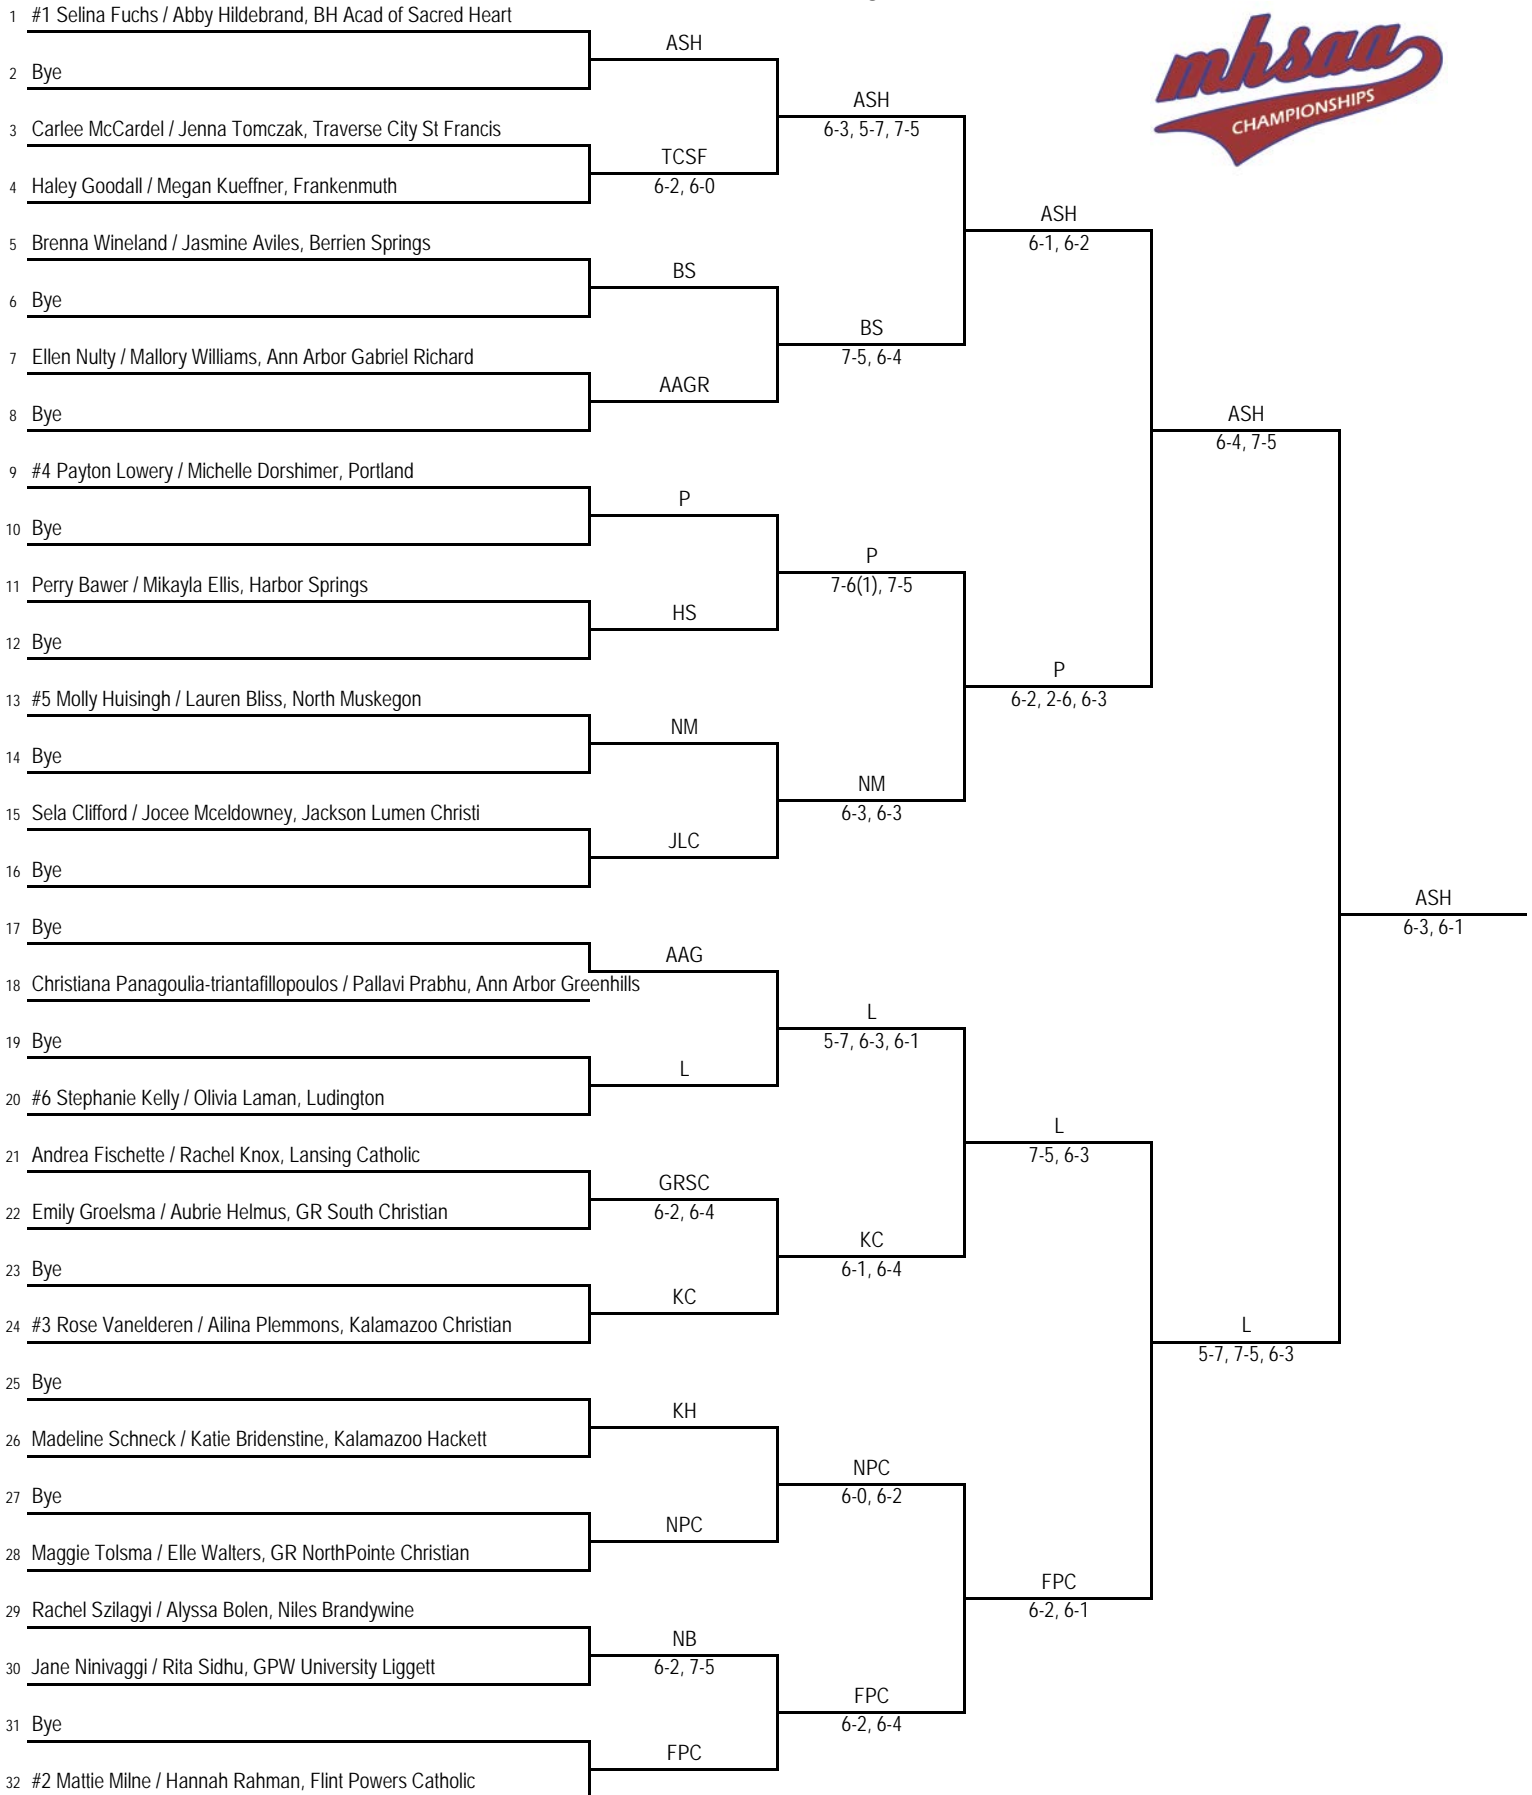 1 #1 Selina Fuchs / Abby Hildebrand, BH Acad of Sacred Heart
ASH
2 Bye
ASH
3 Carlee McCardel / Jenna Tomczak, Traverse City St Francis
6-3, 5-7, 7-5
TCSF
4 Haley Goodall / Megan Kueffner, Frankenmuth
6-2, 6-0
ASH
5 Brenna Wineland / Jasmine Aviles, Berrien Springs
6-1, 6-2
BS
6 Bye
BS
7 Ellen Nulty / Mallory Williams, Ann Arbor Gabriel Richard
7-5, 6-4
AAGR
8 Bye
ASH
6-4, 7-5
9 #4 Payton Lowery / Michelle Dorshimer, Portland
P
10 Bye
P
11 Perry Bawer / Mikayla Ellis, Harbor Springs
7-6(1), 7-5
HS
12 Bye
P
13 #5 Molly Huisingh / Lauren Bliss, North Muskegon
6-2, 2-6, 6-3
NM
14 Bye
NM
15 Sela Clifford / Jocee Mceldowney, Jackson Lumen Christi
6-3, 6-3
JLC
16 Bye
ASH
17 Bye
6-3, 6-1
AAG
18 Christiana Panagoulia-triantafillopoulos / Pallavi Prabhu, Ann Arbor Greenhills
L
19 Bye
5-7, 6-3, 6-1
L
20 #6 Stephanie Kelly / Olivia Laman, Ludington
L
21 Andrea Fischette / Rachel Knox, Lansing Catholic
7-5, 6-3
GRSC
22 Emily Groelsma / Aubrie Helmus, GR South Christian
6-2, 6-4
KC
23 Bye
6-1, 6-4
KC
24 #3 Rose Vanelderen / Ailina Plemmons, Kalamazoo Christian
L
5-7, 7-5, 6-3
25 Bye
KH
26 Madeline Schneck / Katie Bridenstine, Kalamazoo Hackett
NPC
27 Bye
6-0, 6-2
NPC
28 Maggie Tolsma / Elle Walters, GR NorthPointe Christian
FPC
29 Rachel Szilagyi / Alyssa Bolen, Niles Brandywine
6-2, 6-1
NB
30 Jane Ninivaggi / Rita Sidhu, GPW University Liggett
6-2, 7-5
FPC
31 Bye
6-2, 6-4
FPC
32 #2 Mattie Milne / Hannah Rahman, Flint Powers Catholic
mhsaa
CHAMPIONSHIPS